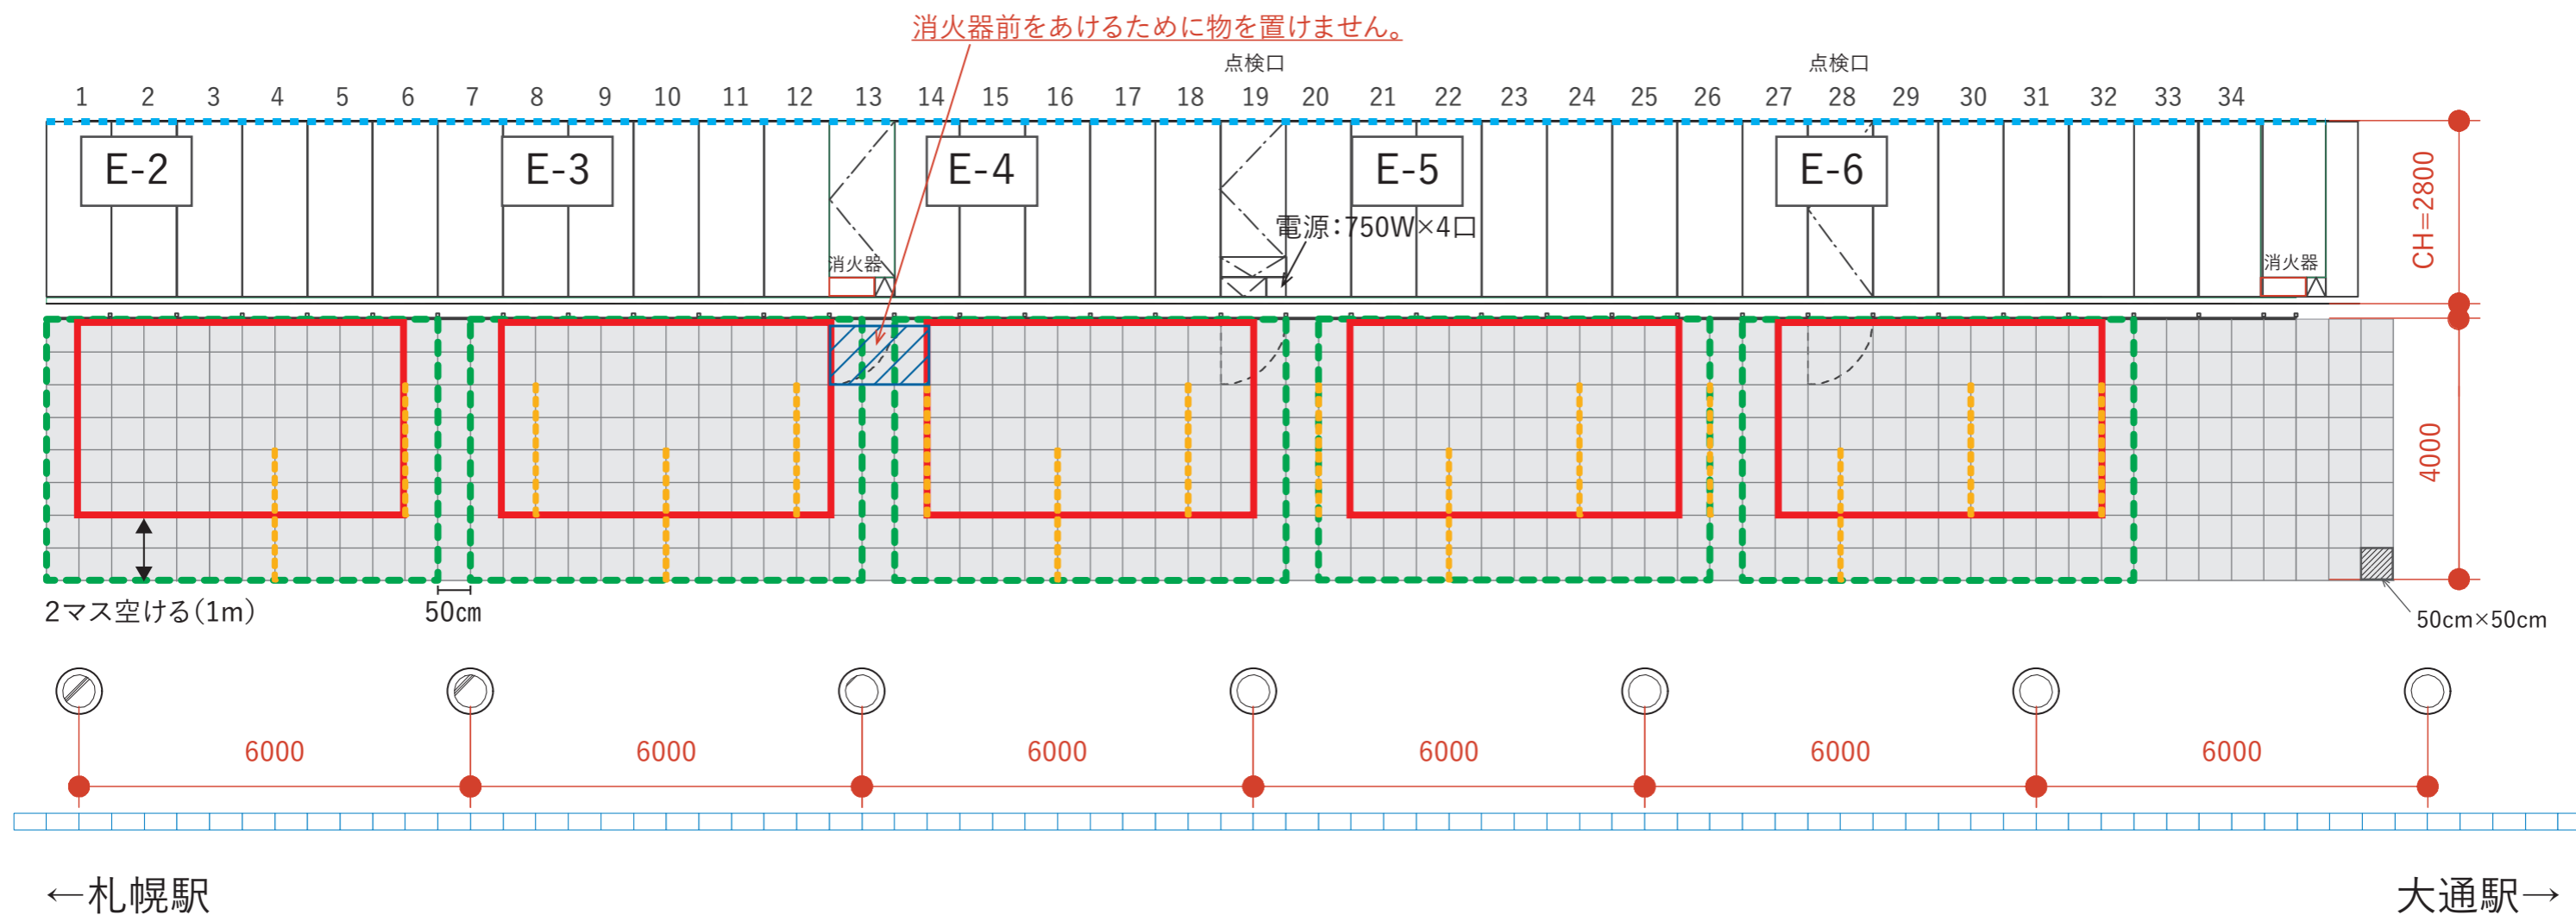 消火器前をあけるために物を置けません。
点検口 点検口
1 2 3 4 5 6 7 8 9 10 11 12 13 14 15 16 17 18 19 20 21 22 23 24 25 26 27 28 29 30 31 32 33 34
E-2 E-3 E-4 E-5 E-6
CH=2800
電源：750W×4口
消火器 消火器
4000
2マス空ける（1m） 50㎝
50cm×50cm
6000 6000 6000 6000 6000 6000
←札幌駅 大通駅→